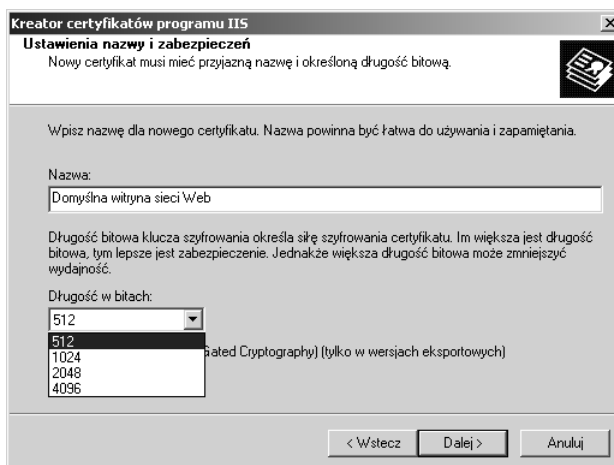 Kreator certyfikatów programu IIS
Ustawienia nazwy i zabezpieczeń
Nowy certyfikat musi mieć przyjazną nazwę i określoną długość bitową.
Wpisz nazwę dla nowego certyfikatu. Nazwa powinna być łatwa do używania i zapamiętania.
Nazwa:
Domyślna witryna sieci Web
Długość bitowa klucza szyfrowania określa siłę szyfrowania certyfikatu. Im większa jest długość
bitowa, tym lepsze jest zabezpieczenie. Jednakże większa długość bitowa może zmniejszyć
wydajność.
Długość w bitach:
512
512
1024
2048
4096
Gated Cryptography) (tylko w wersjach eksportowych)
< Wstecz Dalej > Anuluj